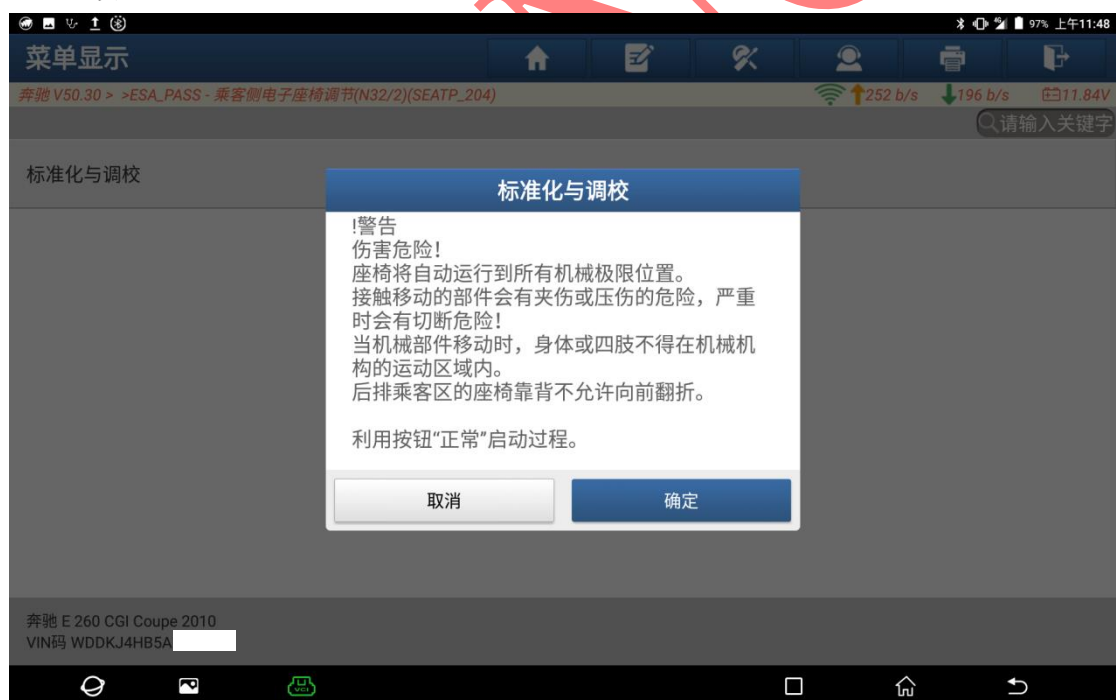 97% 上午11:48
菜单显示
奔驰 V50.30 > >ESA_PASS - 乘客侧电子座椅调节(N32/2)(SEATP_204)
252 b/s 196 b/s 11.84V
请输入关键字
标准化与调校
标准化与调校
!警告
伤害危险!
座椅将自动运行到所有机械极限位置。
接触移动的部件会有夹伤或压伤的危险，严重
时会有切断危险!
当机械部件移动时，身体或四肢不得在机械机
构的运动区域内。
后排乘客区的座椅靠背不允许向前翻折。
利用按钮“正常”启动过程。
取消 确定
奔驰 E 260 CGI Coupe 2010
VIN码 WDDKJ4HB5A
VCI